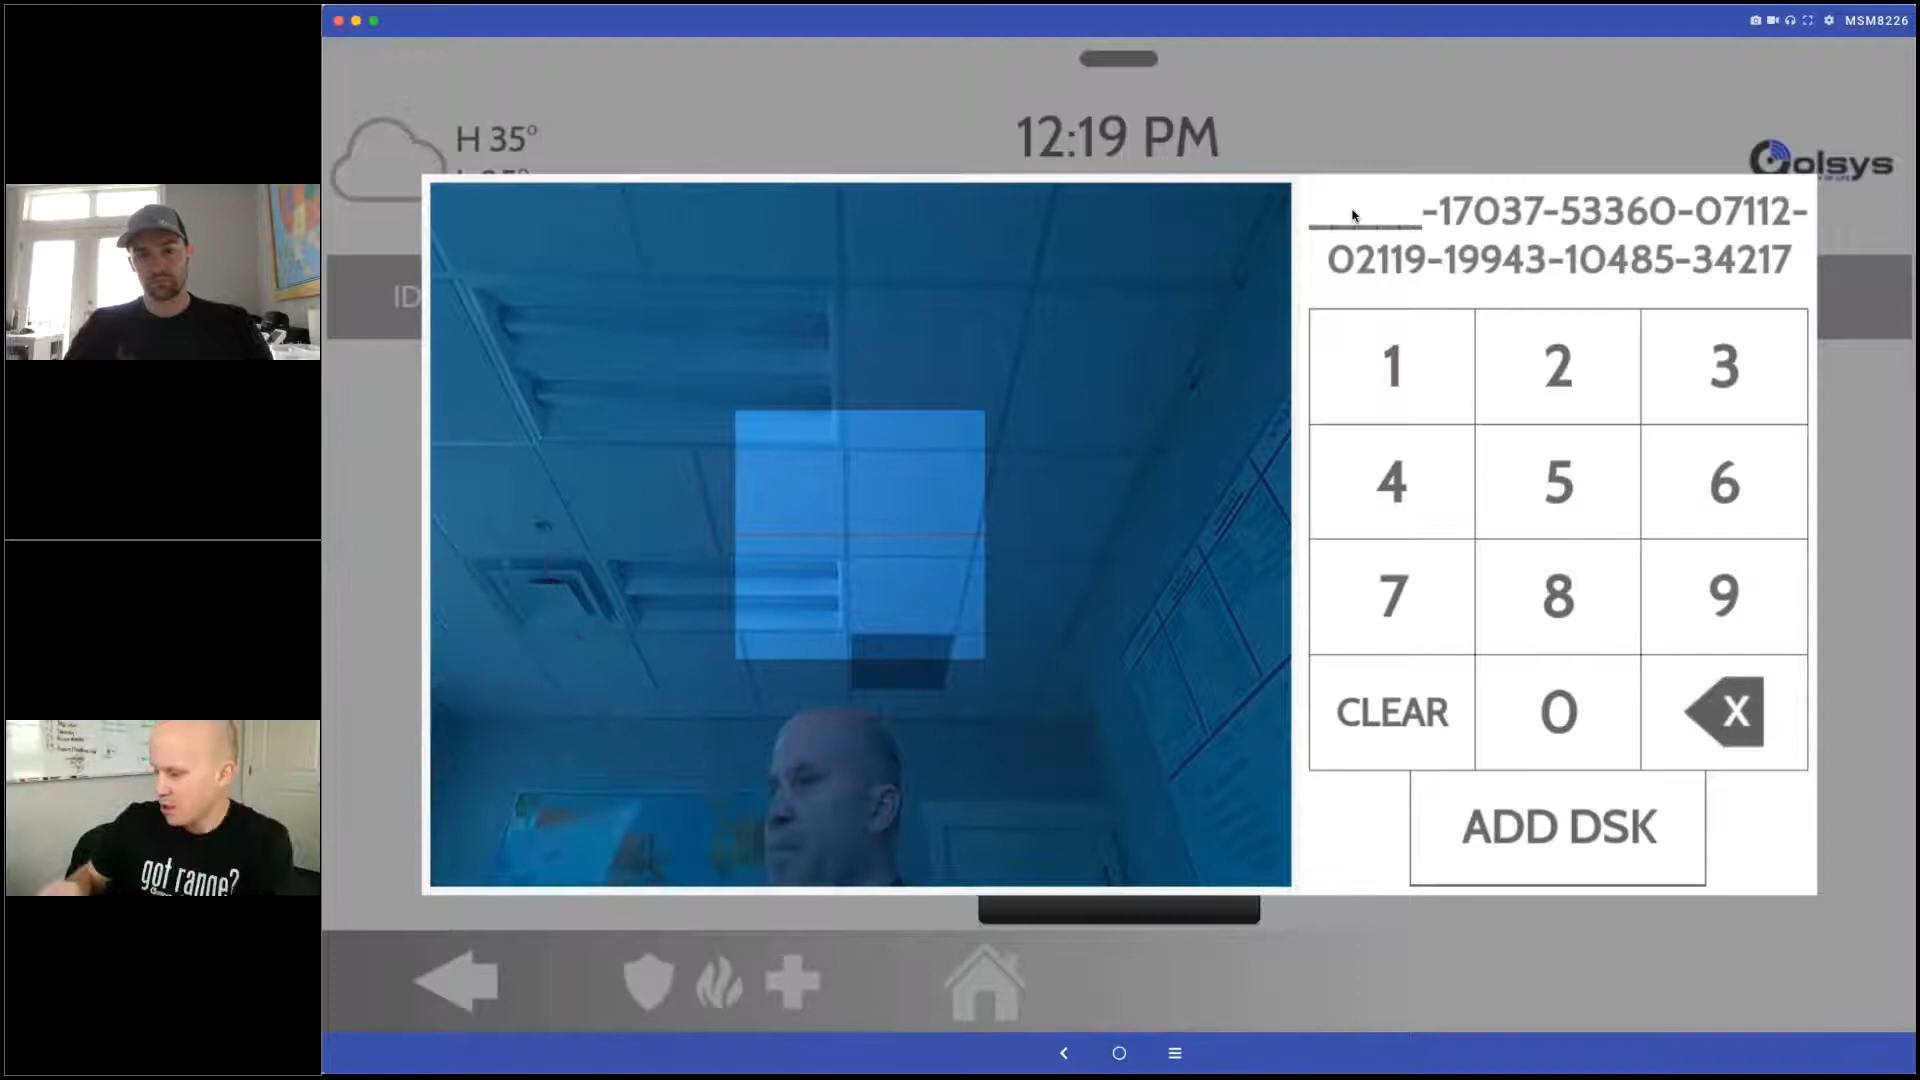 MSM8226
H 35°
12:19 PM
olsys
ID
_____-17037-53360-07112-
02119-19943-10485-34217
1 2 3
4 5 6
7 8 9
CLEAR 0 X
ADD DSK
got range?